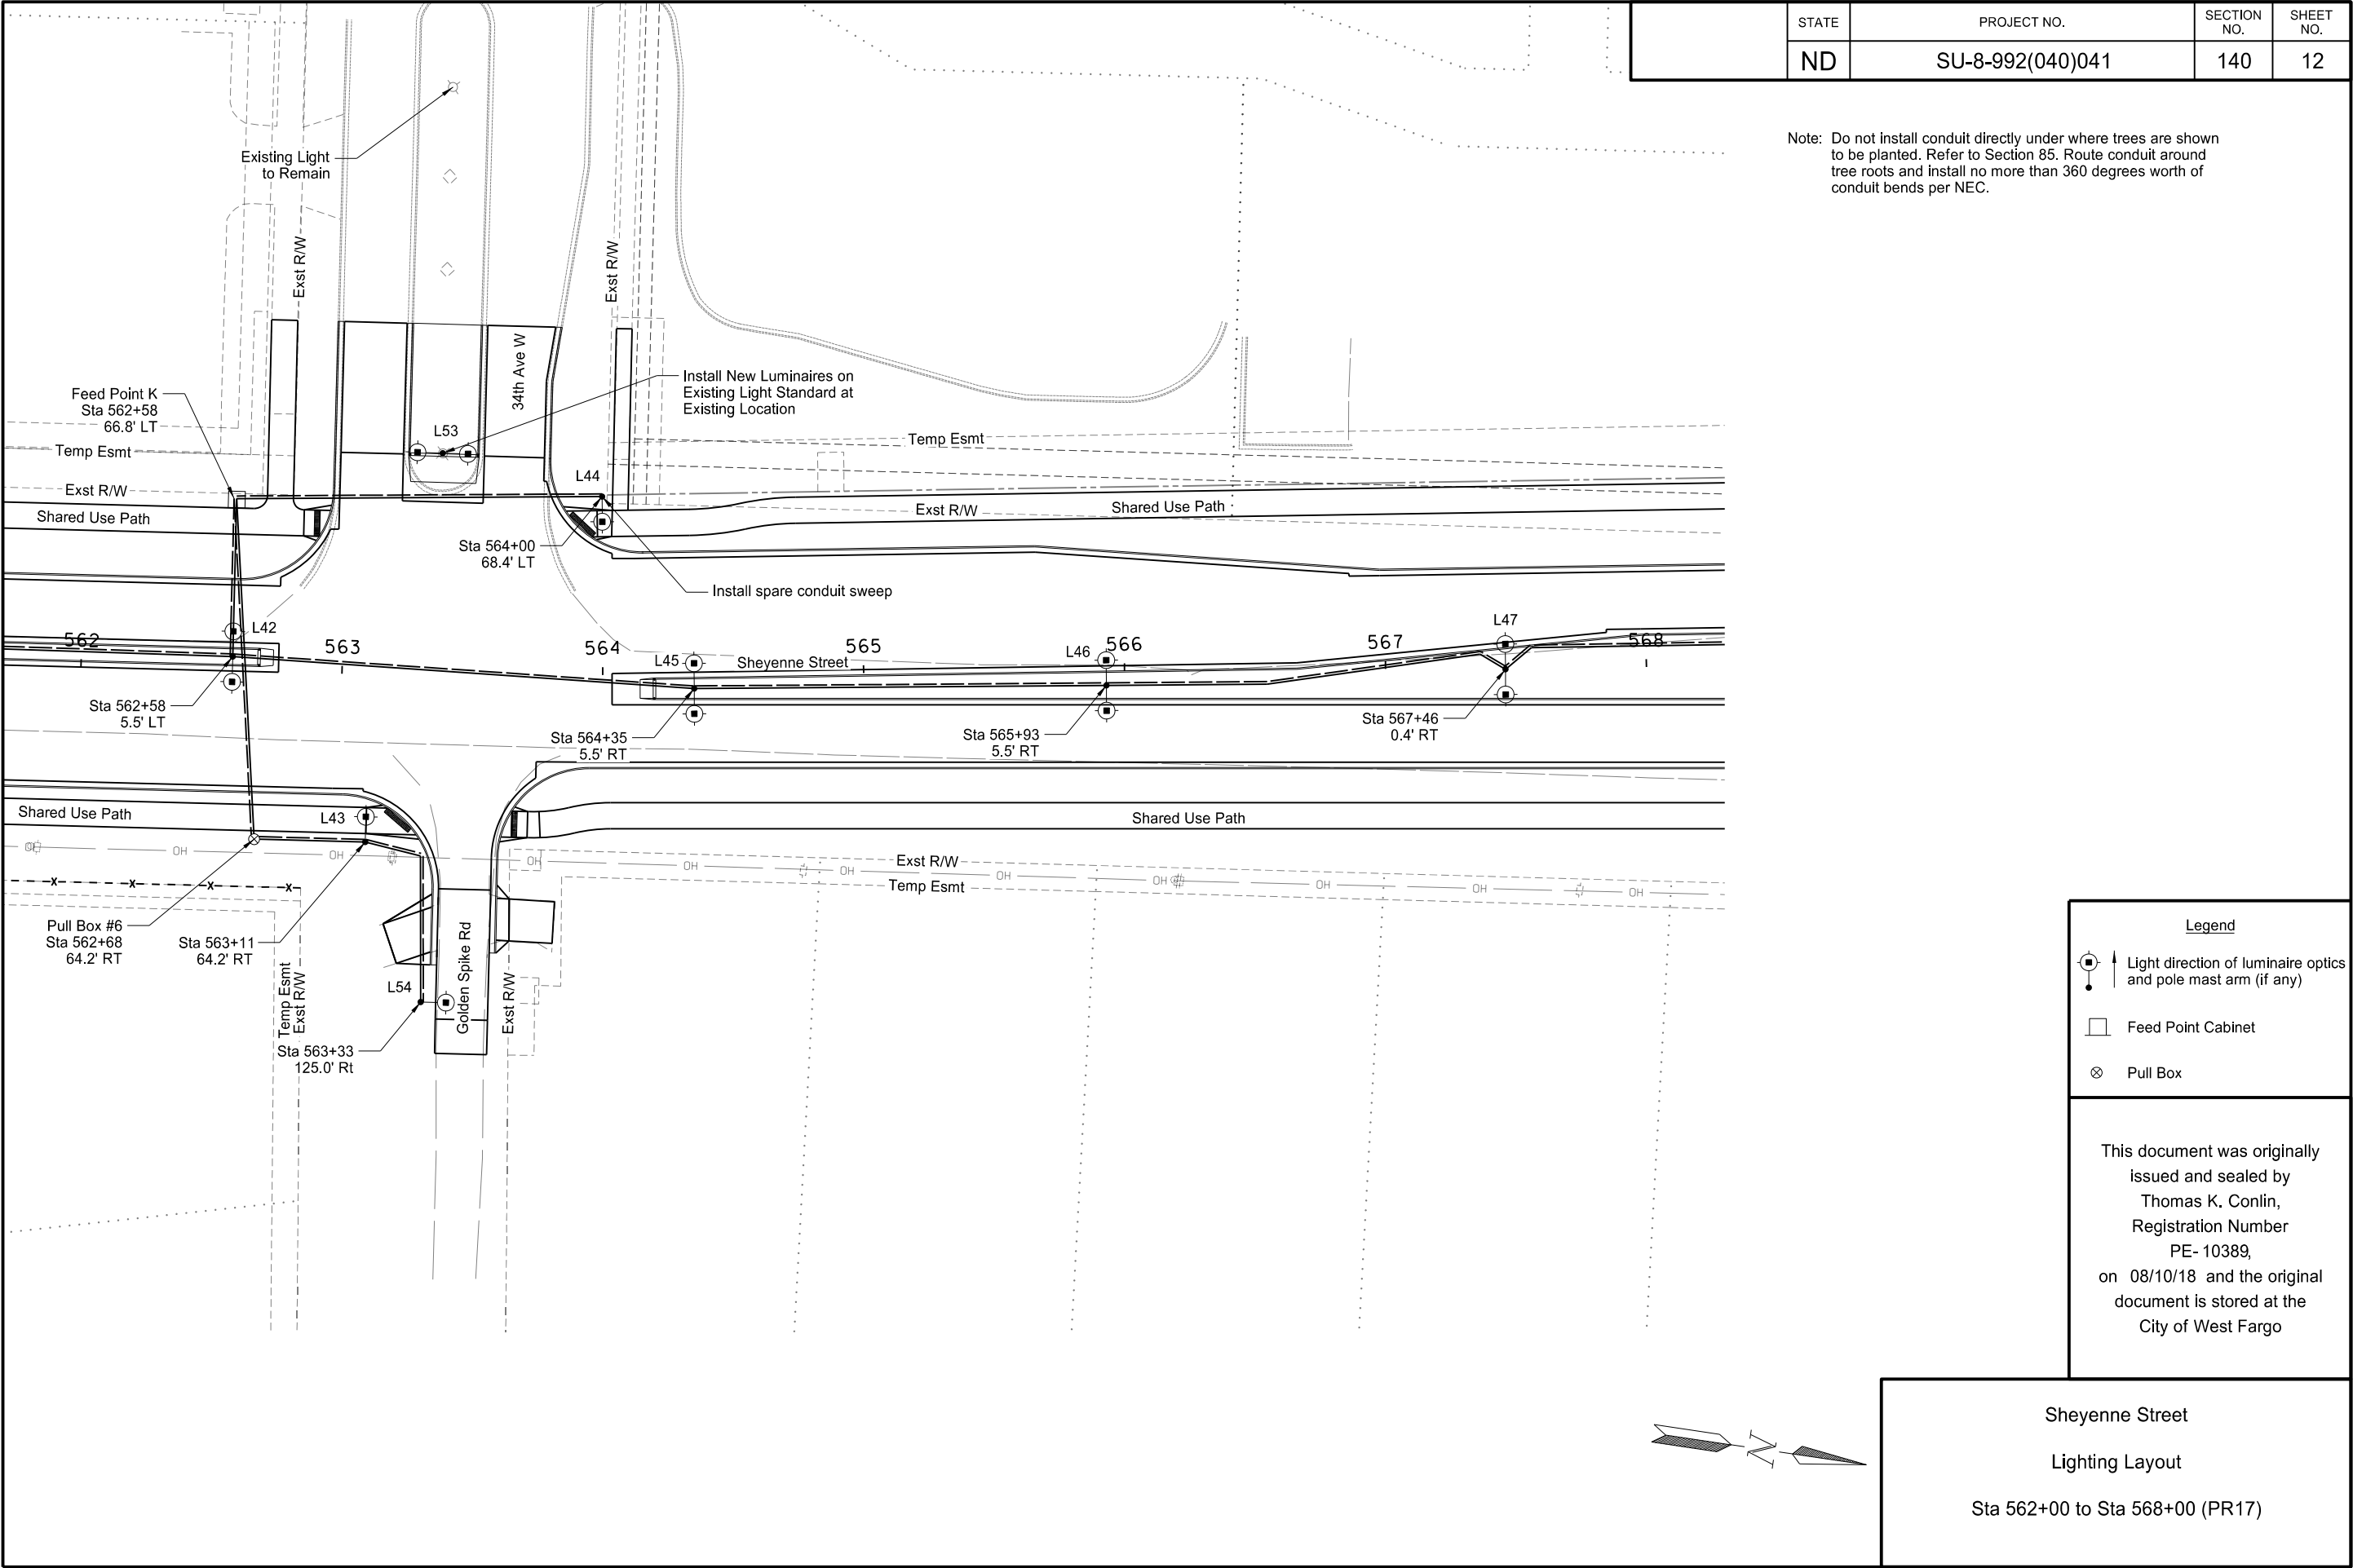 STATE
PROJECT NO.
SECTION
NO.
SHEET
NO.
ND
SU-8-992(040)041
140
12
Note: Do not install conduit directly under where trees are shown
to be planted. Refer to Section 85. Route conduit around
tree roots and install no more than 360 degrees worth of
conduit bends per NEC.
Existing Light
to Remain
Exst R/W
Exst R/W
34th Ave W
Install New Luminaires on
Existing Light Standard at
Existing Location
Feed Point K
Sta 562+58
66.8' LT
L53
Temp Esmt
Temp Esmt
L44
Exst R/W
Exst R/W
Shared Use Path
Shared Use Path
Sta 564+00
68.4' LT
Install spare conduit sweep
L42
L47
562
563
564
565
566
567
568
L45
Sheyenne Street
L46
Sta 562+58
5.5' LT
Sta 564+35
5.5' RT
Sta 565+93
5.5' RT
Sta 567+46
0.4' RT
Shared Use Path
L43
Shared Use Path
OH
OH
OH
OH
OH
OH
OH
OH
OH
OH
OH
Exst R/W
Temp Esmt
x
x
x
x
Pull Box #6
Sta 562+68
64.2' RT
Sta 563+11
64.2' RT
Temp Esmt
Exst R/W
L54
Golden Spike Rd
Exst R/W
Sta 563+33
125.0' Rt
Legend
Light direction of luminaire optics
and pole mast arm (if any)
Feed Point Cabinet
Pull Box
This document was originally
issued and sealed by
Thomas K. Conlin,
Registration Number
PE- 10389,
on 08/10/18 and the original
document is stored at the
City of West Fargo
N
Sheyenne Street
Lighting Layout
Sta 562+00 to Sta 568+00 (PR17)